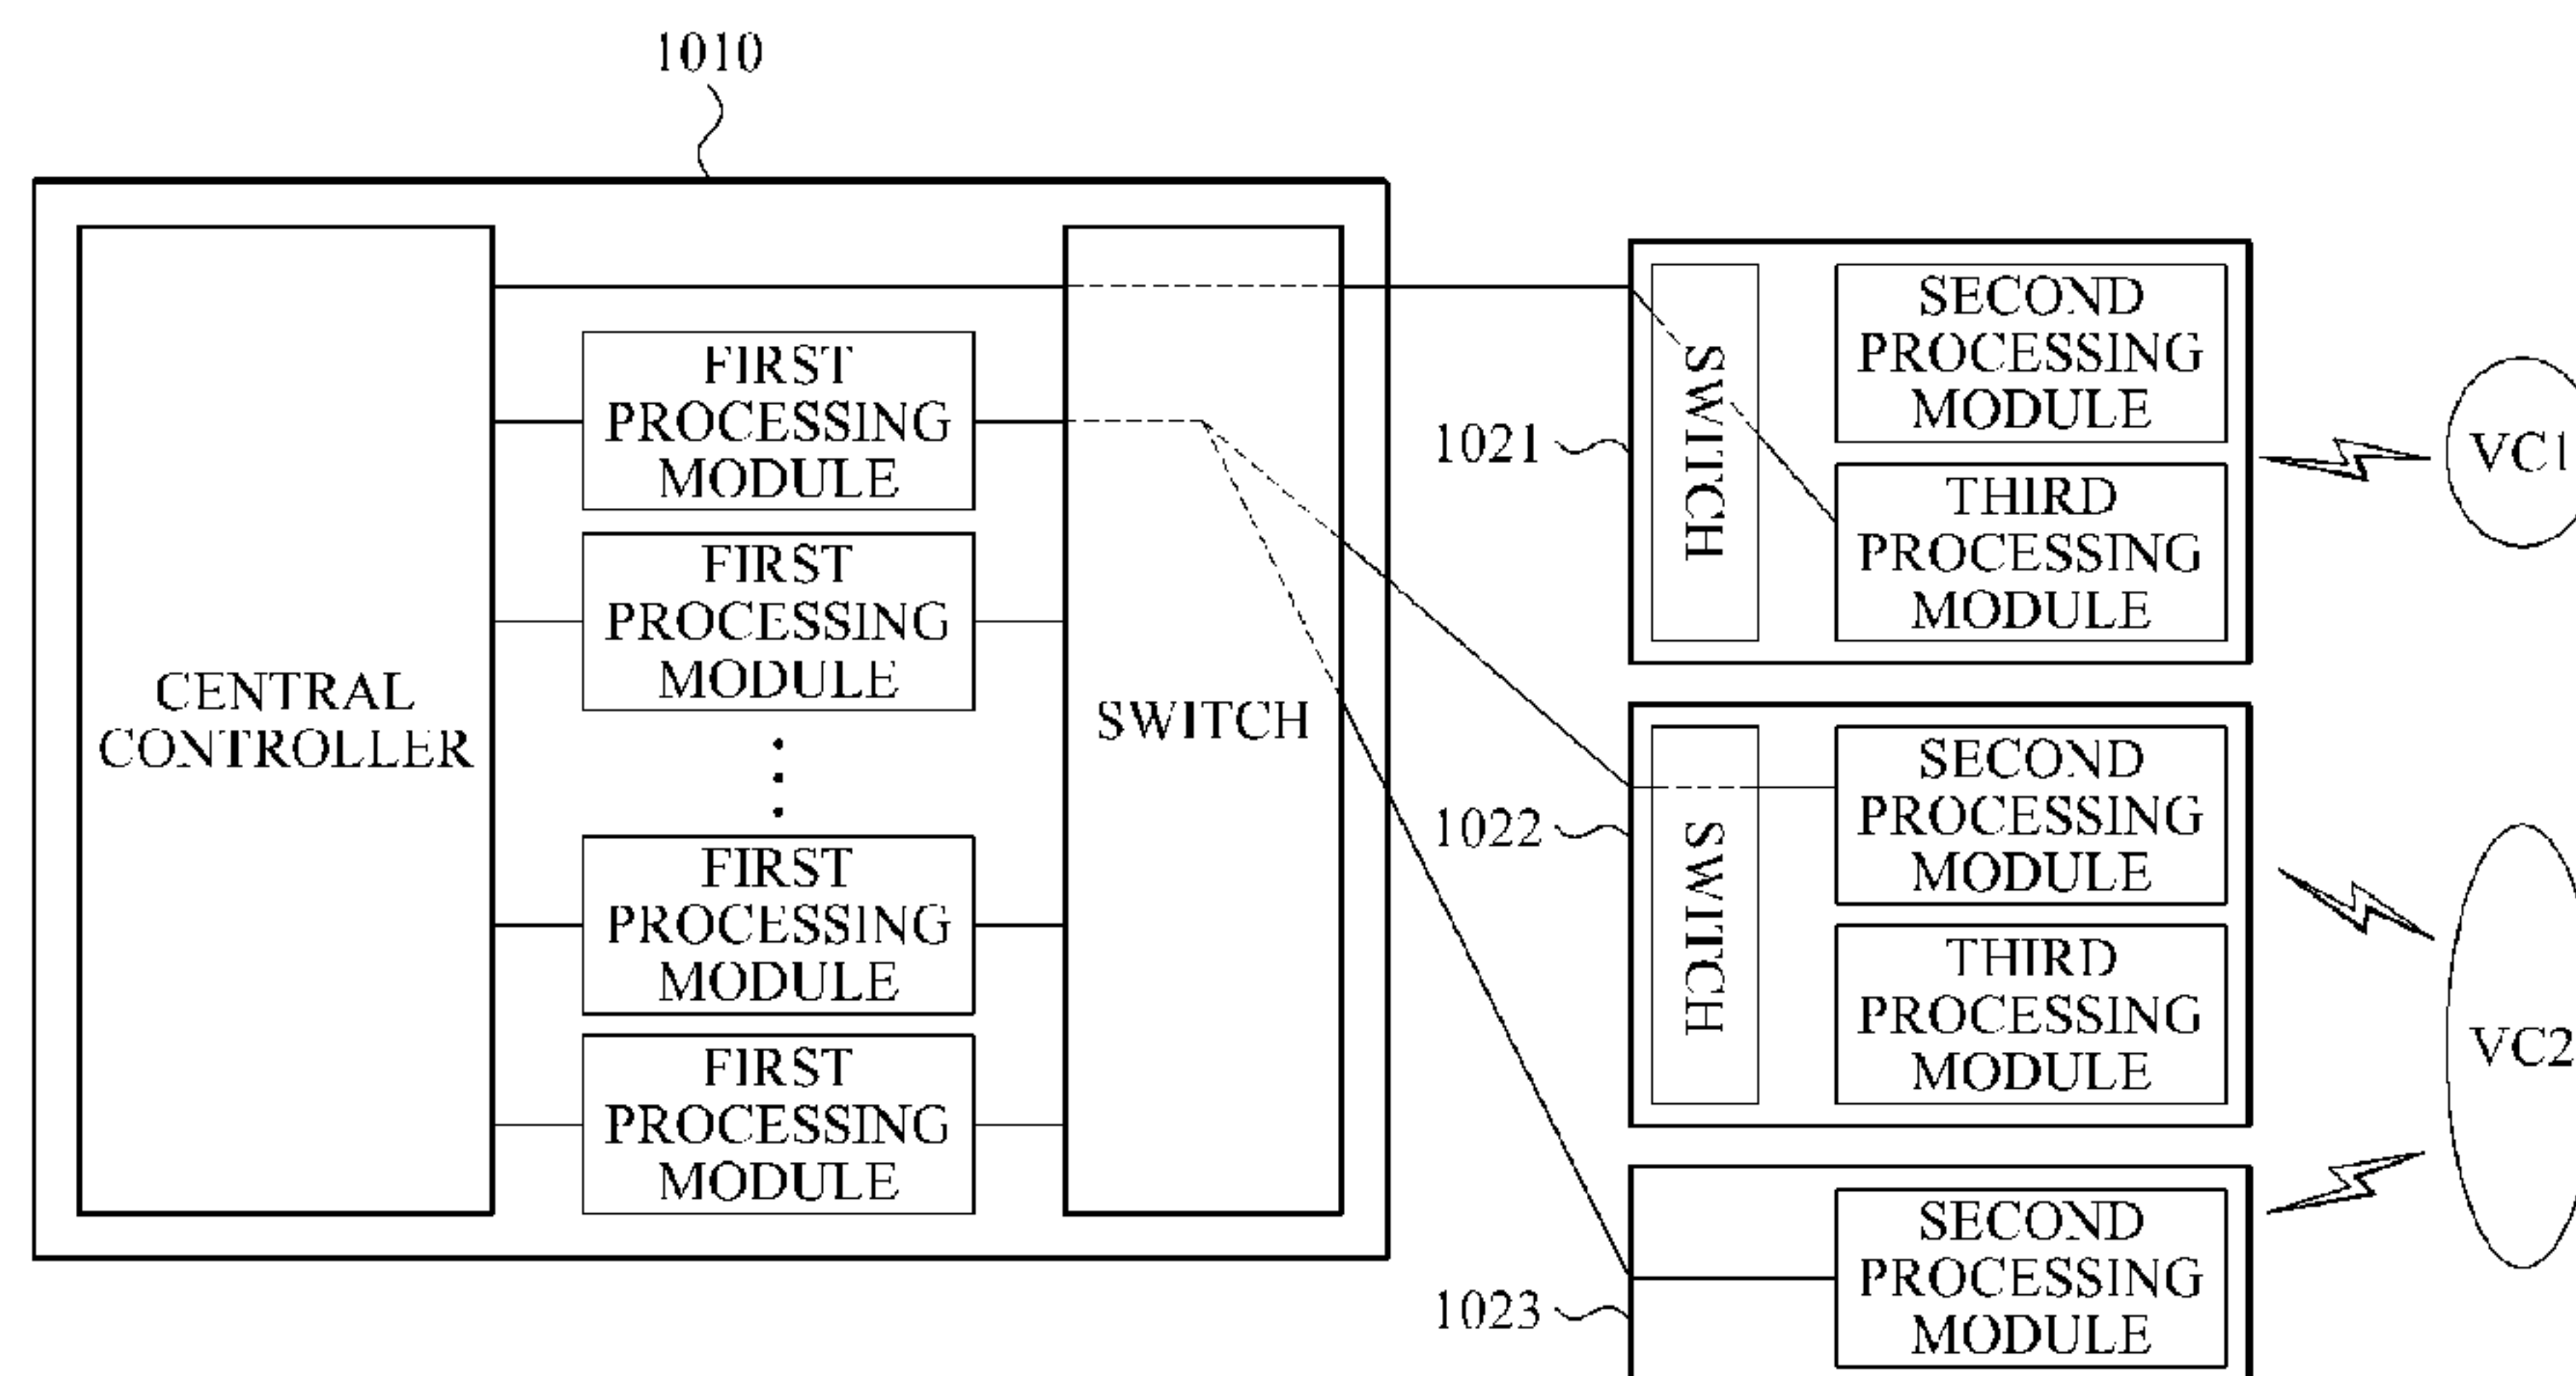 1010
CENTRAL
CONTROLLER
FIRST
PROCESSING
MODULE
FIRST
PROCESSING
MODULE
FIRST
PROCESSING
MODULE
FIRST
PROCESSING
MODULE
SWITCH
1021
SWITCH
SECOND
PROCESSING
MODULE
THIRD
PROCESSING
MODULE
VC1
1022
SWITCH
SECOND
PROCESSING
MODULE
THIRD
PROCESSING
MODULE
VC2
1023
SECOND
PROCESSING
MODULE